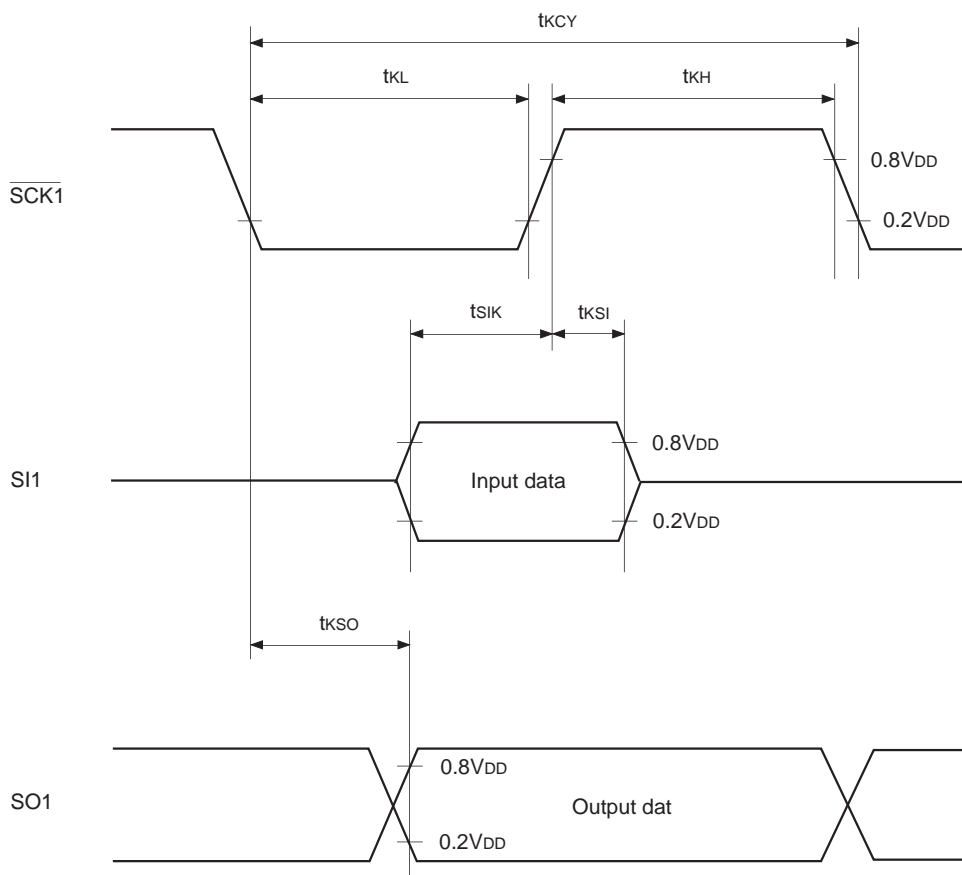 tKCY
tKL
tKH
SCK1
0.8VDD
0.2VDD
tSIK
tKSI
SI1
Input data
0.8VDD
0.2VDD
tKSO
SO1
0.8VDD
0.2VDD
Output dat